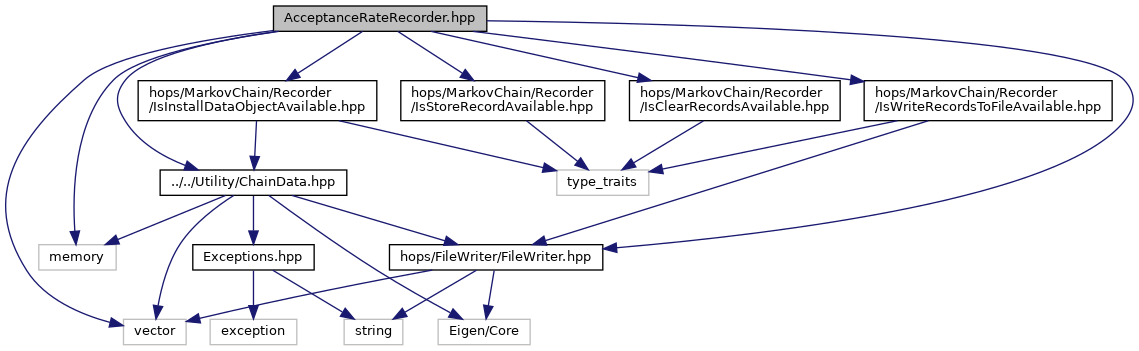 AcceptanceRateRecorder.hpp
hops/MarkovChain/Recorder
/IsInstallDataObjectAvailable.hpp
hops/MarkovChain/Recorder
/IsStoreRecordAvailable.hpp
hops/MarkovChain/Recorder
/IsClearRecordsAvailable.hpp
hops/MarkovChain/Recorder
/IsWriteRecordsToFileAvailable.hpp
../../Utility/ChainData.hpp
type_traits
memory
Exceptions.hpp
hops/FileWriter/FileWriter.hpp
vector
exception
string
Eigen/Core